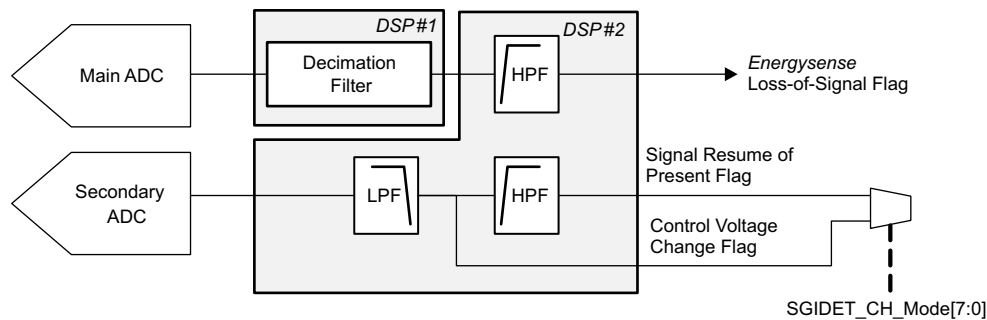 DSP#1
DSP#2
Main ADC
Decimation
Filter
HPF
Energysense
Loss-of-Signal Flag
Secondary
ADC
LPF
HPF
Signal Resume of
Present Flag
Control Voltage
Change Flag
SGIDET_CH_Mode[7:0]